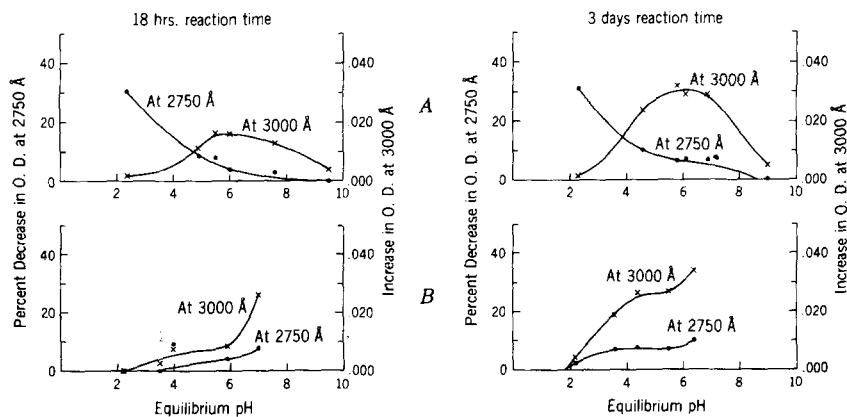 18 hrs. reaction time
3 days reaction time
Percent Decrease in O. D. at 2750 Å
40
20
0
At 2750 Å
At 3000 Å
.040
.020
.000
0 2 4 6 8 10
Increase in O. D. at 3000 Å
A
40
20
0
At 3000 Å
At 2750 Å
.040
.020
.000
0 2 4 6 8 10
40
20
0
At 3000 Å
At 2750 Å
.040
.020
.000
0 2 4 6 8 10
Equilibrium pH
B
Percent Decrease in O. D. at 2750 Å
40
20
0
At 3000 Å
At 2750 Å
.040
.020
.000
0 2 4 6 8 10
Equilibrium pH
Increase in O. D. at 3000 Å